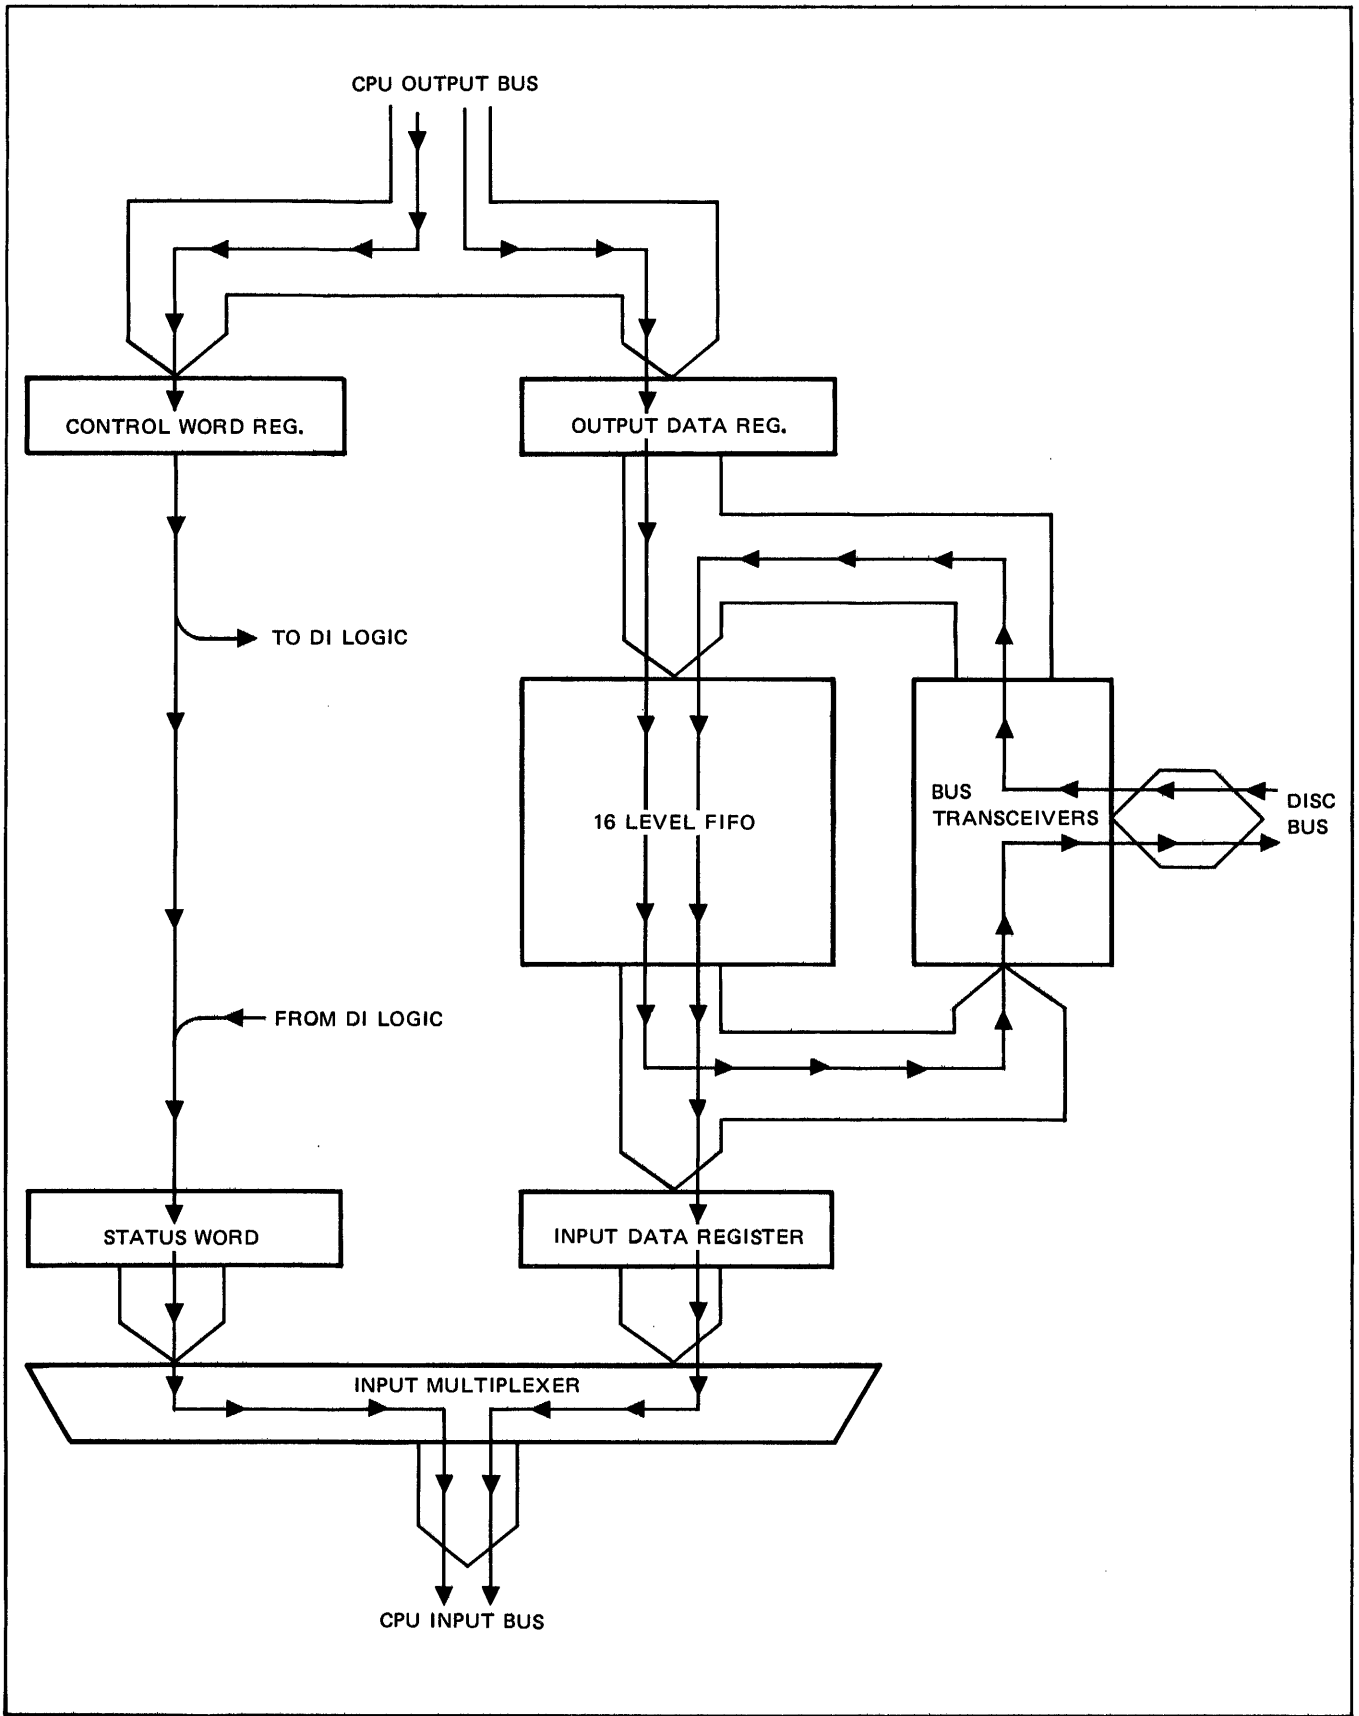 CPU OUTPUT BUS
CONTROL WORD REG.
OUTPUT DATA REG.
TO DI LOGIC
16 LEVEL FIFO
BUS
TRANSCEIVERS
DISC
BUS
FROM DI LOGIC
STATUS WORD
INPUT DATA REGISTER
INPUT MULTIPLEXER
CPU INPUT BUS